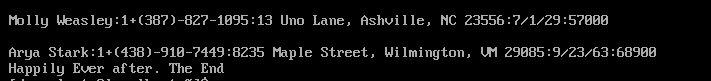 Molly Weasley:1+(387)-827-1095:13 Uno Lane, Ashville, NC 23556:7/1/29:57000
Arya Stark:1+(438)-910-7449:8235 Maple Street, Wilmington, VM 29085:9/23/63:68900
Happily Ever after. The End